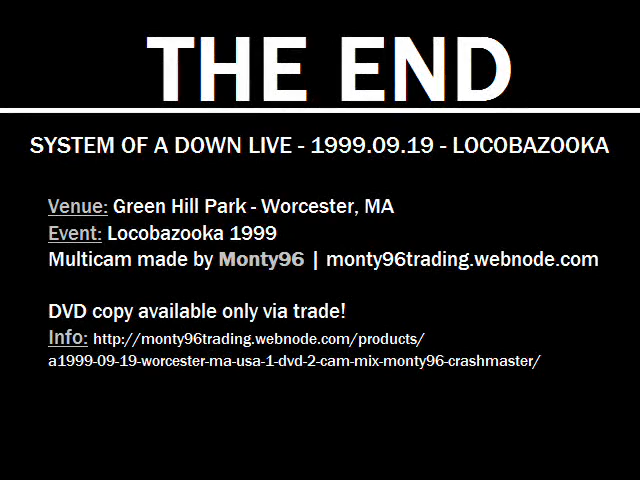 THE END
SYSTEM OF A DOWN LIVE - 1999.09.19 - LOCOBAZOOKA
Venue: Green Hill Park - Worcester, MA
Event: Locobazooka 1999
Multicam made by Monty96 | monty96trading.webnode.com
DVD copy available only via trade!
Info: http://monty96trading.webnode.com/products/
a1999-09-19-worcester-ma-usa-1-dvd-2-cam-mix-monty96-crashmaster/